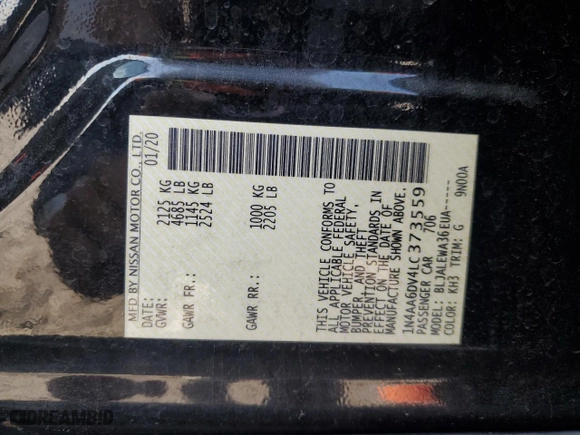 MFD BY NISSAN MOTOR CO., LTD.
DATE OF: 01/20
GVWR: 2125 KG
4685 LB
GAWR FR.: 1145 KG
2524 LB
GAWR RR.: 1000 KG
2205 LB
THIS VEHICLE CONFORMS TO
ALL APPLICABLE FEDERAL
MOTOR VEHICLE SAFETY,
BUMPER, AND THEFT
PREVENTION STANDARDS IN
EFFECT ON THE DATE OF
MANUFACTURE SHOWN ABOVE.
1N4AA6DV4LC373559
PASSENGER CAR 706
MODEL: BLJALEWA36EUA-----
COLOR: KH3 TRIM: G 9N00A
DREAMBID